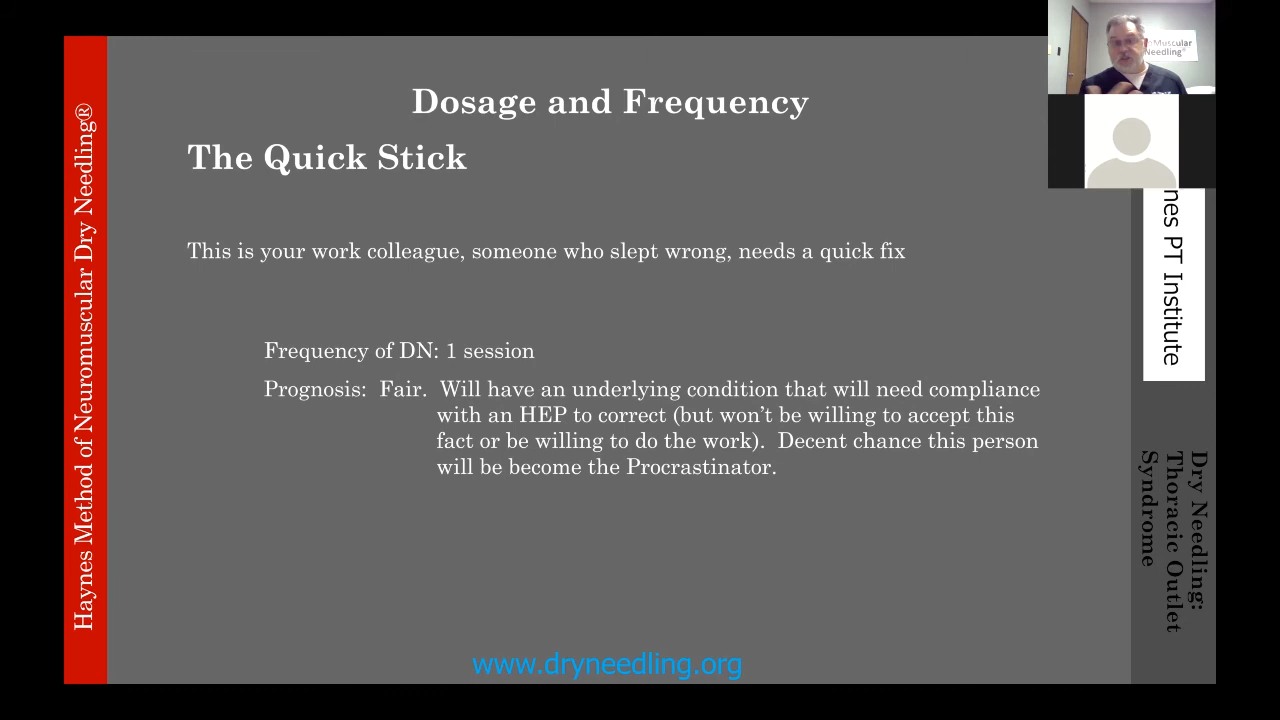 Haynes Method of Neuromuscular Dry Needling®
Dosage and Frequency
The Quick Stick
This is your work colleague, someone who slept wrong, needs a quick fix
Frequency of DN: 1 session
Prognosis: Fair. Will have an underlying condition that will need compliance
with an HEP to correct (but won't be willing to accept this
fact or be willing to do the work). Decent chance this person
will be become the Procrastinator.
www.dryneedling.org
Muscular
Needling®
nes PT Institute
Dry Needling:
Thoracic Outlet
Syndrome